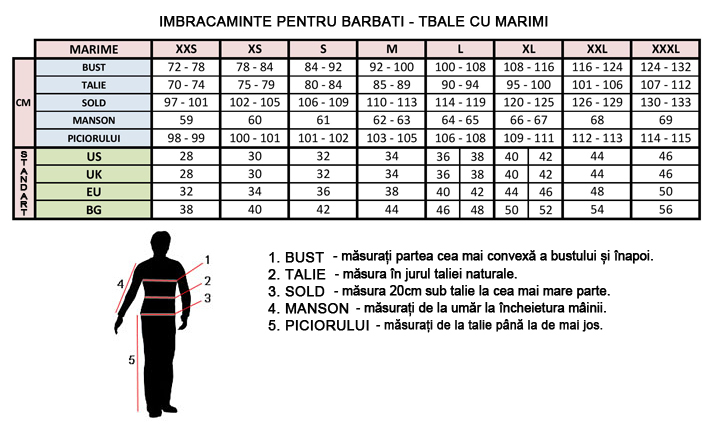 IMBRACAMINTE PENTRU BARBATI - TBALE CU MARIMI
MARIME XXS XS S M L XL XXL XXXL
CM
BUST 72 - 78 78 - 84 84 - 92 92 - 100 100 - 108 108 - 116 116 - 124 124 - 132
TALIE 70 - 74 75 - 79 80 - 84 85 - 89 90 - 94 95 - 100 101 - 106 107 - 112
SOLD 97 - 101 102 - 105 106 - 109 110 - 113 114 - 119 120 - 125 126 - 129 130 - 133
MANSON 59 60 61 62 - 63 64 - 65 66 - 67 68 69
PICIORULUI 98 - 99 100 - 101 101 - 102 103 - 105 106 - 108 109 - 111 112 - 113 114 - 115
STANDART
US 28 30 32 34 36 38 40 42 44 46
UK 28 30 32 34 36 38 40 42 44 46
EU 32 34 36 38 40 42 44 46 48 50
BG 38 40 42 44 46 48 50 52 54 56
1
2
3
4
5
1. BUST - măsurați partea cea mai convexă a bustului și înapoi.
2. TALIE - măsura în jurul taliei naturale.
3. SOLD - măsura 20cm sub talie la cea mai mare parte.
4. MANSON - măsurați de la umăr la încheietura mâinii.
5. PICIORULUI - măsurați de la talie până la de mai jos.